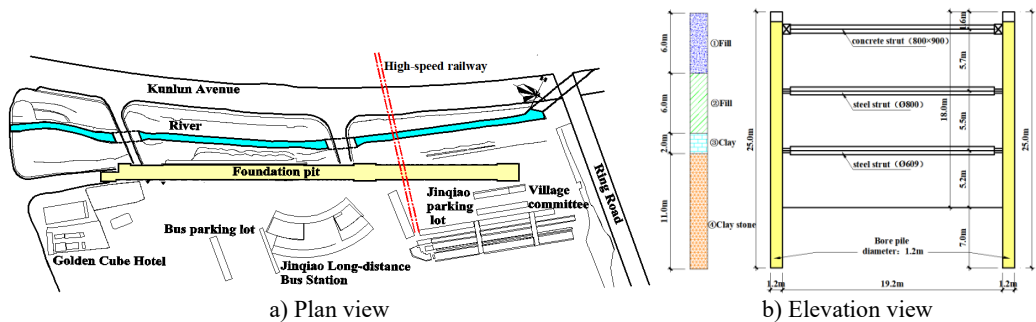 High-speed railway
Kunlun Avenue
River
Foundation pit
Ring Road
Jinqiao
parking
lot
Village
committee
Bus parking lot
Golden Cube Hotel
Jinqiao Long-distance
Bus Station
a) Plan view
6.0m
①Fill
6.0m
②Fill
2.0m
③Clay
11.0m
④Clay stone
25.0m
1.6m
concrete strut（800×900）
5.7m
steel strut（Ø800）
18.0m
5.5m
steel strut（Ø609）
5.2m
7.0m
25.0m
Bore pile
diameter：1.2m
1.2m
19.2m
1.2m
b) Elevation view